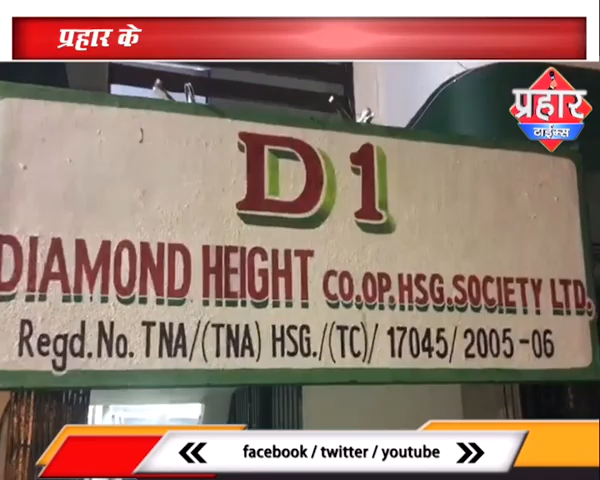 प्रहार के
प्रहार
टाईम्स
D1
DIAMOND HEIGHT CO.OP.HSG.SOCIETY LTD.
Regd.No. TNA/(TNA) HSG./(TC)/ 17045/ 2005-06
facebook / twitter / youtube